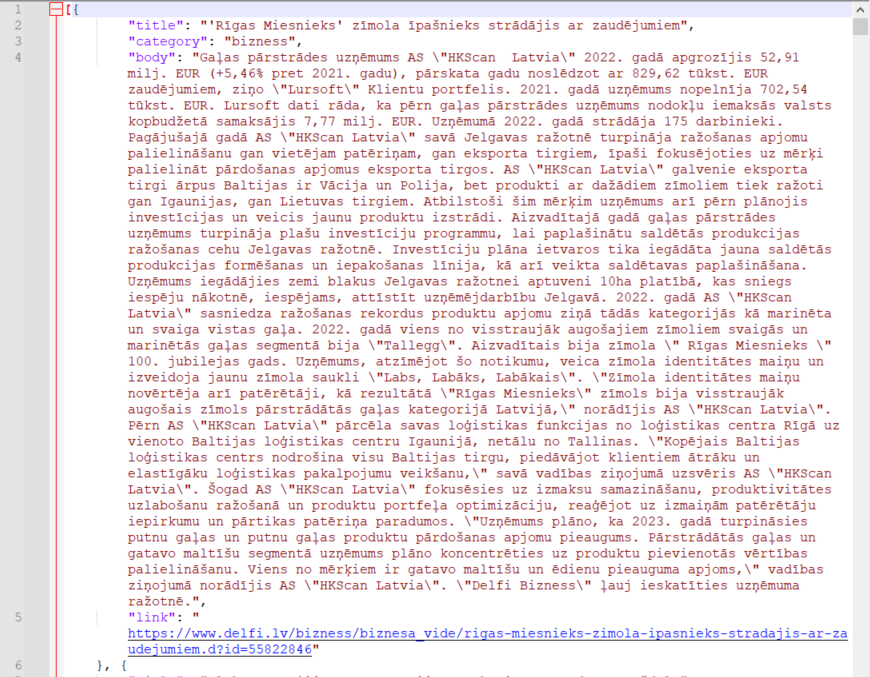 1 [{
2 "title": "'Rīgas Miesnieks' zīmola īpašnieks strādājis ar zaudējumiem",
3 "category": "bizness",
4 "body": "Gaļas pārstrādes uzņēmums AS \"HKScan  Latvia\" 2022. gadā apgrozījis 52,91
milj. EUR (+5,46% pret 2021. gadu), pārskata gadu noslēdzot ar 829,62 tūkst. EUR
zaudējumiem, ziņo \"Lursoft\" Klientu portfelis. 2021. gadā uzņēmums nopelnīja 702,54
tūkst. EUR. Lursoft dati rāda, ka pērn gaļas pārstrādes uzņēmums nodokļu iemaksās valsts
kopbudžetā samaksājis 7,77 milj. EUR. Uzņēmumā 2022. gadā strādāja 175 darbinieki.
Pagājušajā gadā AS \"HKScan Latvia\" savā Jelgavas ražotnē turpināja ražošanas apjomu
palielināšanu gan vietējam patēriņam, gan eksporta tirgiem, īpaši fokusējoties uz mērķi
palielināt pārdošanas apjomus eksporta tirgos. AS \"HKScan Latvia\" galvenie eksporta
tirgi ārpus Baltijas ir Vācija un Polija, bet produkti ar dažādiem zīmoliem tiek ražoti
gan Igaunijas, gan Lietuvas tirgiem. Atbilstoši šim mērķim uzņēmums arī pērn plānojis
investīcijas un veicis jaunu produktu izstrādi. Aizvadītajā gadā gaļas pārstrādes
uzņēmums turpināja plašu investīciju programmu, lai paplašinātu saldētās produkcijas
ražošanas cehu Jelgavas ražotnē. Investīciju plāna ietvaros tika iegādāta jauna saldētās
produkcijas formēšanas un iepakošanas līnija, kā arī veikta saldētavas paplašināšana.
Uzņēmums iegādājies zemi blakus Jelgavas ražotnei aptuveni 10ha platībā, kas sniegs
iespēju nākotnē, iespējams, attīstīt uzņēmējdarbību Jelgavā. 2022. gadā AS \"HKScan
Latvia\" sasniedza ražošanas rekordus produktu apjomu ziņā tādās kategorijās kā marinēta
un svaiga vistas gaļa. 2022. gadā viens no visstraujāk augošajiem zīmoliem svaigās un
marinētās gaļas segmentā bija \"Tallegg\". Aizvadītais bija zīmola \" Rīgas Miesnieks \"
100. jubilejas gads. Uzņēmums, atzīmējot šo notikumu, veica zīmola identitātes maiņu un
izveidoja jaunu zīmola saukli \"Labs, Labāks, Labākais\". \"Zīmola identitātes maiņu
novērtēja arī patērētāji, kā rezultātā \"Rīgas Miesnieks\" zīmols bija visstraujāk
augošais zīmols pārstrādātās gaļas kategorijā Latvijā,\" norādījis AS \"HKScan Latvia\".
Pērn AS \"HKScan Latvia\" pārcēla savas loģistikas funkcijas no loģistikas centra Rīgā uz
vienoto Baltijas loģistikas centru Igaunijā, netālu no Tallinas. \"Kopējais Baltijas
loģistikas centrs nodrošina visu Baltijas tirgu, piedāvājot klientiem ātrāku un
elastīgāku loģistikas pakalpojumu veikšanu,\" savā vadības ziņojumā uzsvēris AS \"HKScan
Latvia\". Šogad AS \"HKScan Latvia\" fokusēsies uz izmaksu samazināšanu, produktivitātes
uzlabošanu ražošanā un produktu portfeļa optimizāciju, reaģējot uz izmaiņām patērētāju
iepirkumu un pārtikas patēriņa paradumos. \"Uzņēmums plāno, ka 2023. gadā turpināsies
putnu gaļas un putnu gaļas produktu pārdošanas apjomu pieaugums. Pārstrādātās gaļas un
gatavo maltīšu segmentā uzņēmums plāno koncentrēties uz produktu pievienotās vērtības
palielināšanu. Viens no mērķiem ir gatavo maltīšu un ēdienu pieauguma apjoms,\" vadības
ziņojumā norādījis AS \"HKScan Latvia\". \"Delfi Bizness\" ļauj ieskatīties uzņēmuma
ražotnē.",
5 "link": "
https://www.delfi.lv/bizness/biznesa_vide/rigas-miesnieks-zimola-ipasnieks-stradajis-ar-za
udejumiem.d?id=55822846"
6 }, {